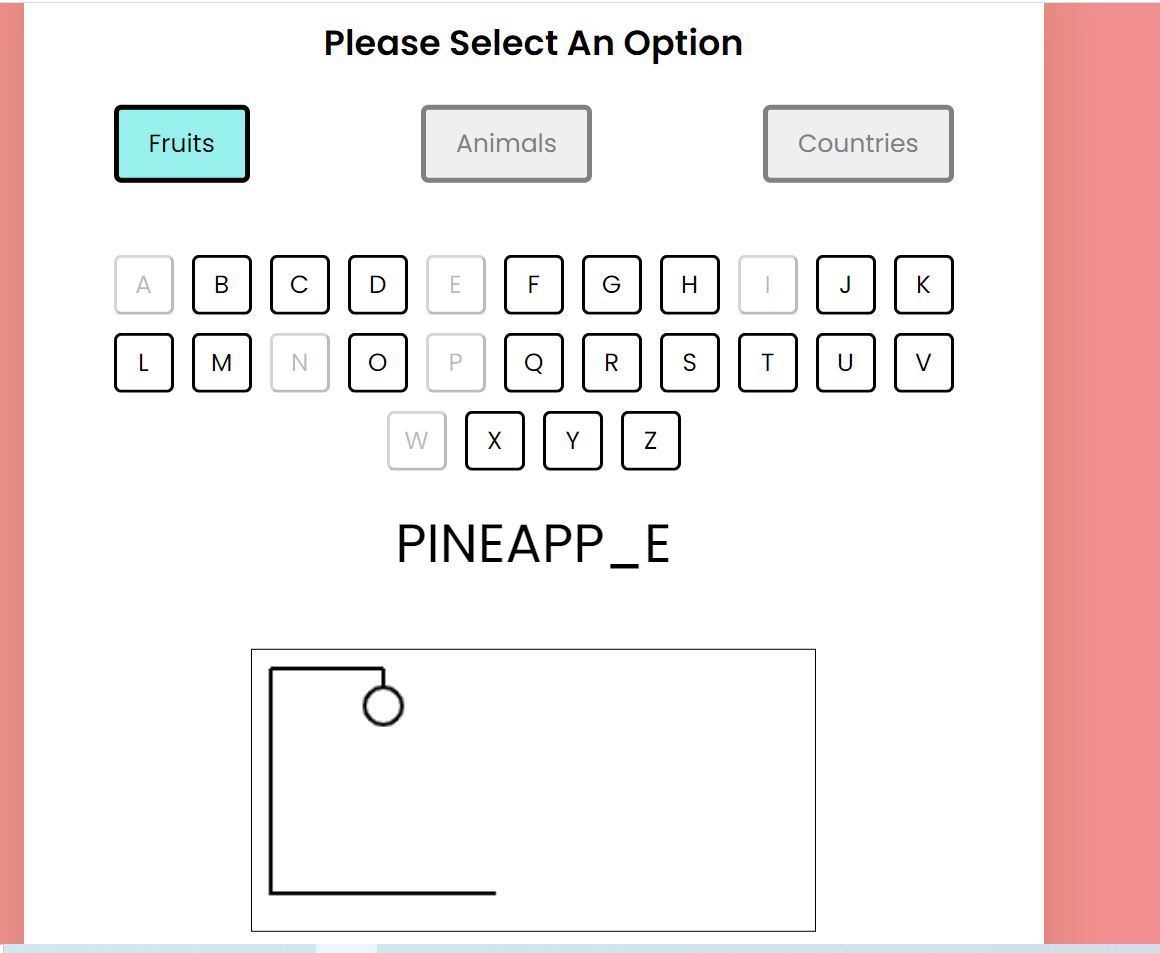 Please Select An Option
Fruits Animals Countries
A B C D E F G H I J K
L M N O P Q R S T U V
W X Y Z
PINEAPP_E